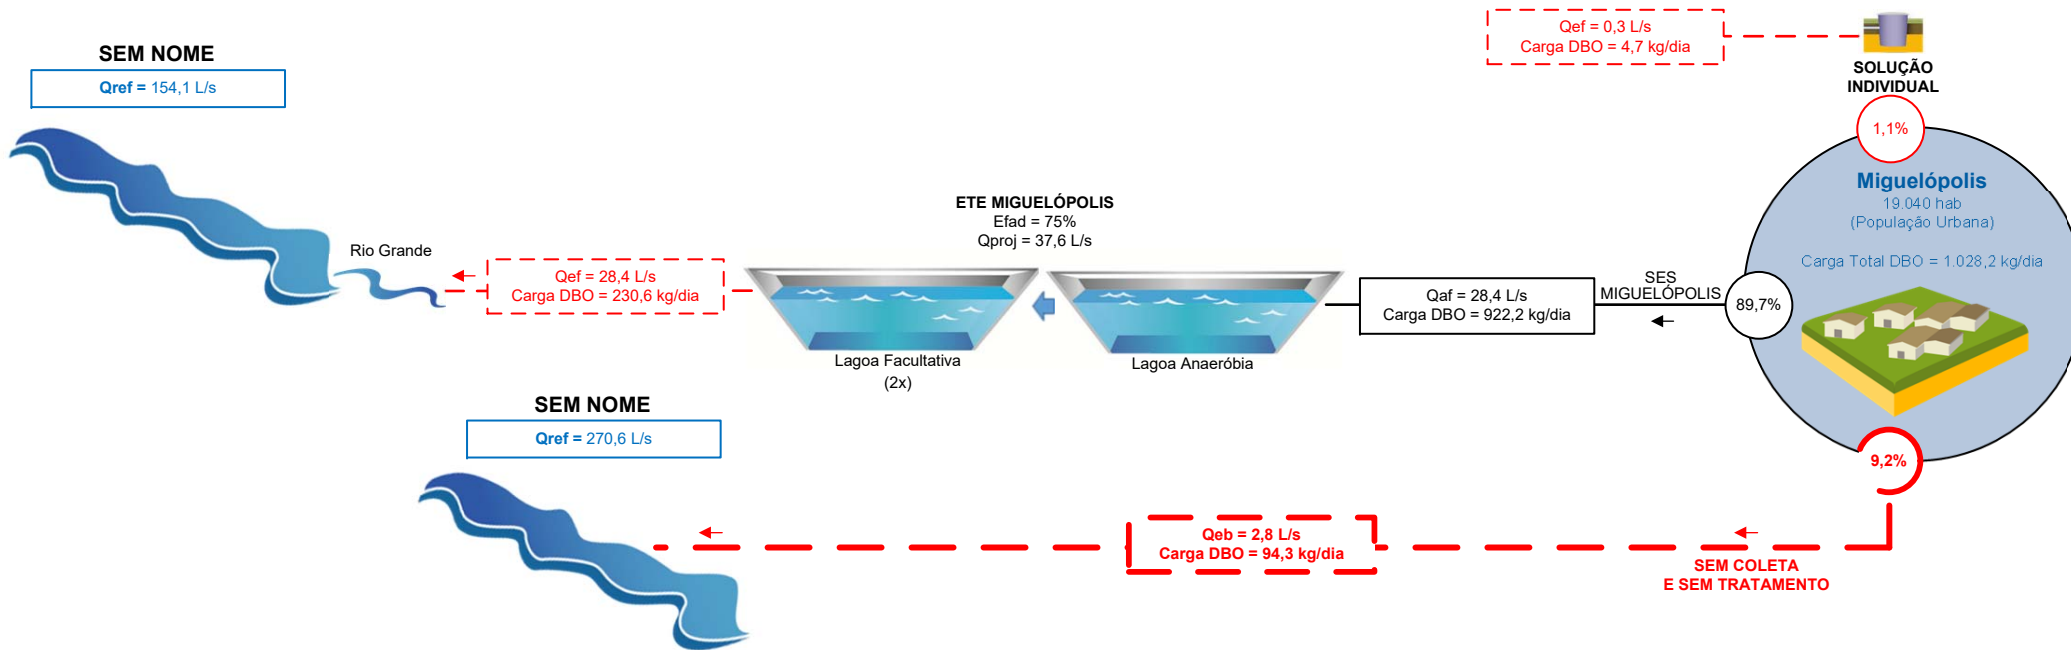 SEM NOME
Qref = 154,1 L/s
Rio Grande
Qef = 28,4 L/s
Carga DBO = 230,6 kg/dia
ETE MIGUELÓPOLIS
Efad = 75%
Qproj = 37,6 L/s
Lagoa Facultativa
(2x)
Lagoa Anaeróbia
Qaf = 28,4 L/s
Carga DBO = 922,2 kg/dia
SES
MIGUELÓPOLIS
89,7%
Qef = 0,3 L/s
Carga DBO = 4,7 kg/dia
SOLUÇÃO
INDIVIDUAL
1,1%
Miguelópolis
19.040 hab
(População Urbana)
Carga Total DBO = 1.028,2 kg/dia
9,2%
SEM NOME
Qref = 270,6 L/s
Qeb = 2,8 L/s
Carga DBO = 94,3 kg/dia
SEM COLETA
E SEM TRATAMENTO